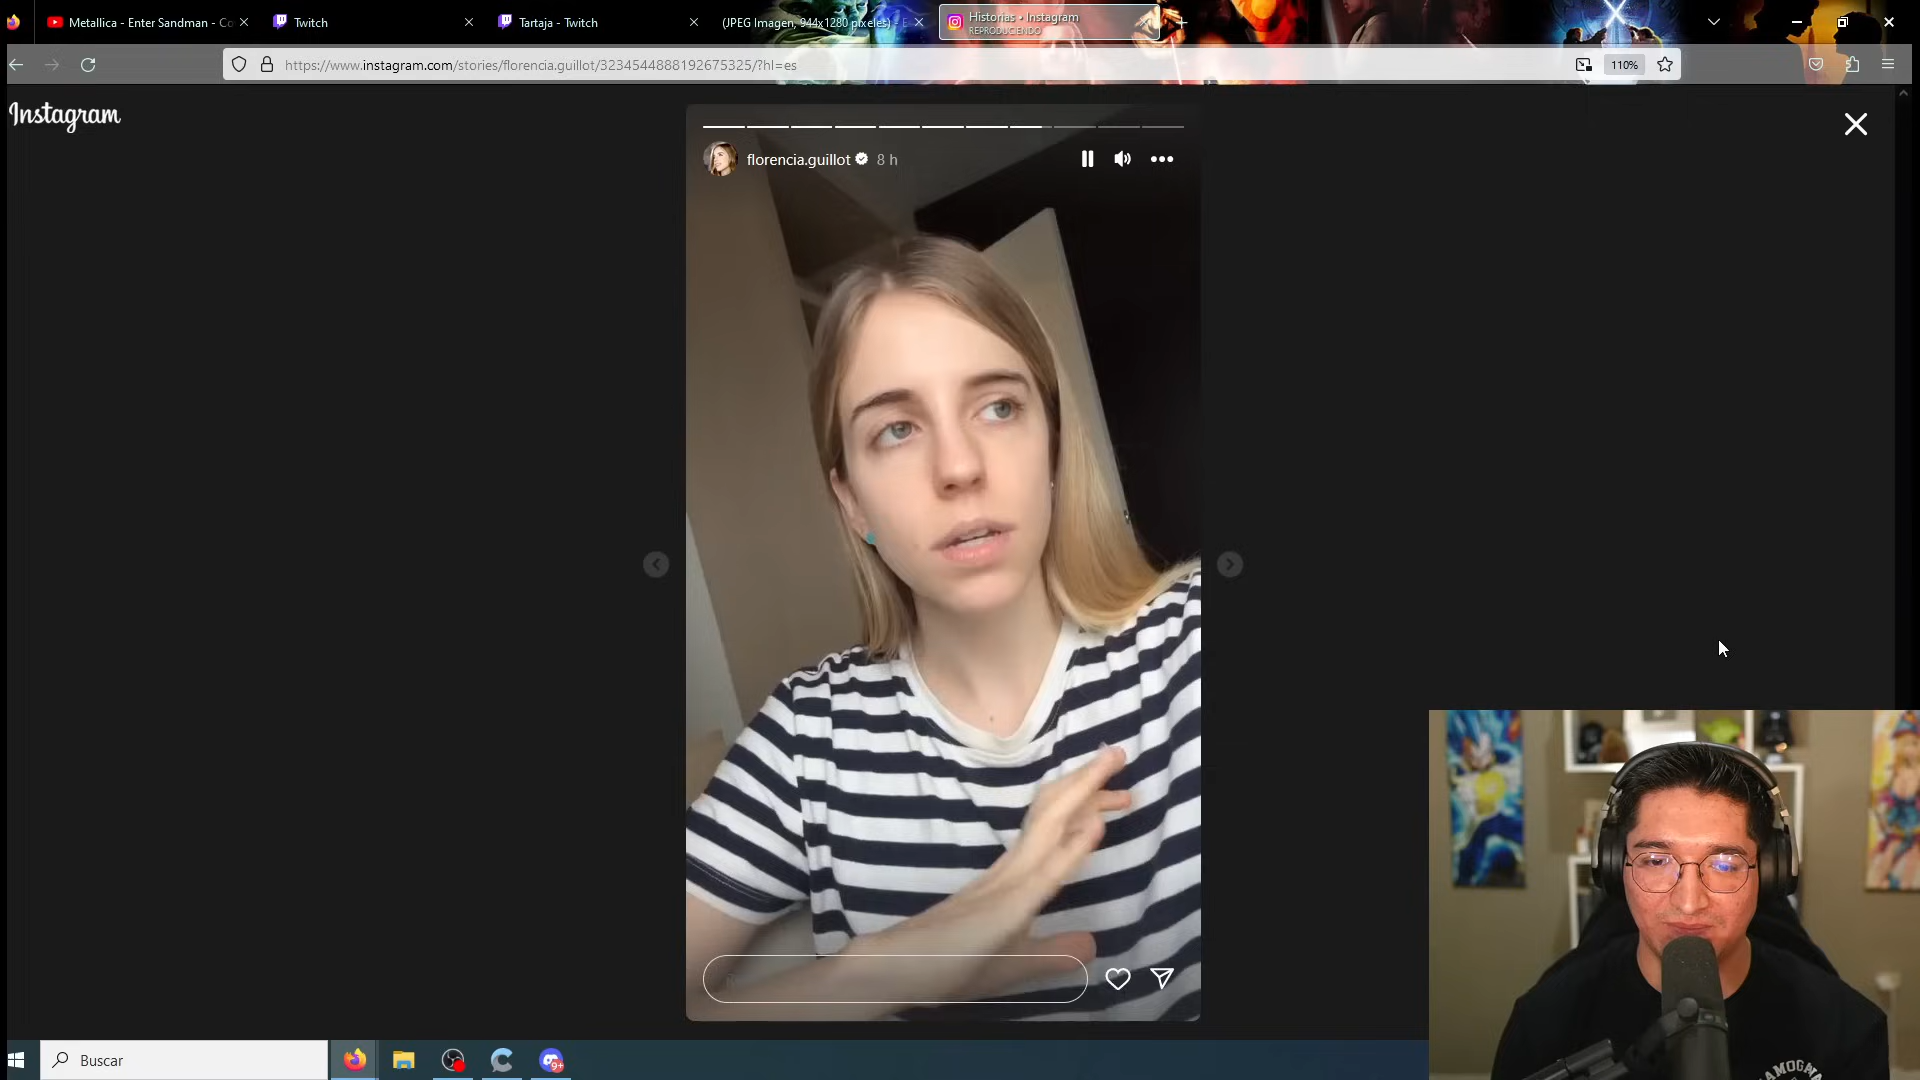 Metallica - Enter Sandman - Co
Twitch
Tartaja - Twitch
(JPEG Imagen, 944x1280 píxeles) - E
Historias • Instagram
REPRODUCIENDO
https://www.instagram.com/stories/florencia.guillot/3234544888192675325/?hl=es
110%
Instagram
florencia.guillot 8 h
Buscar
9+